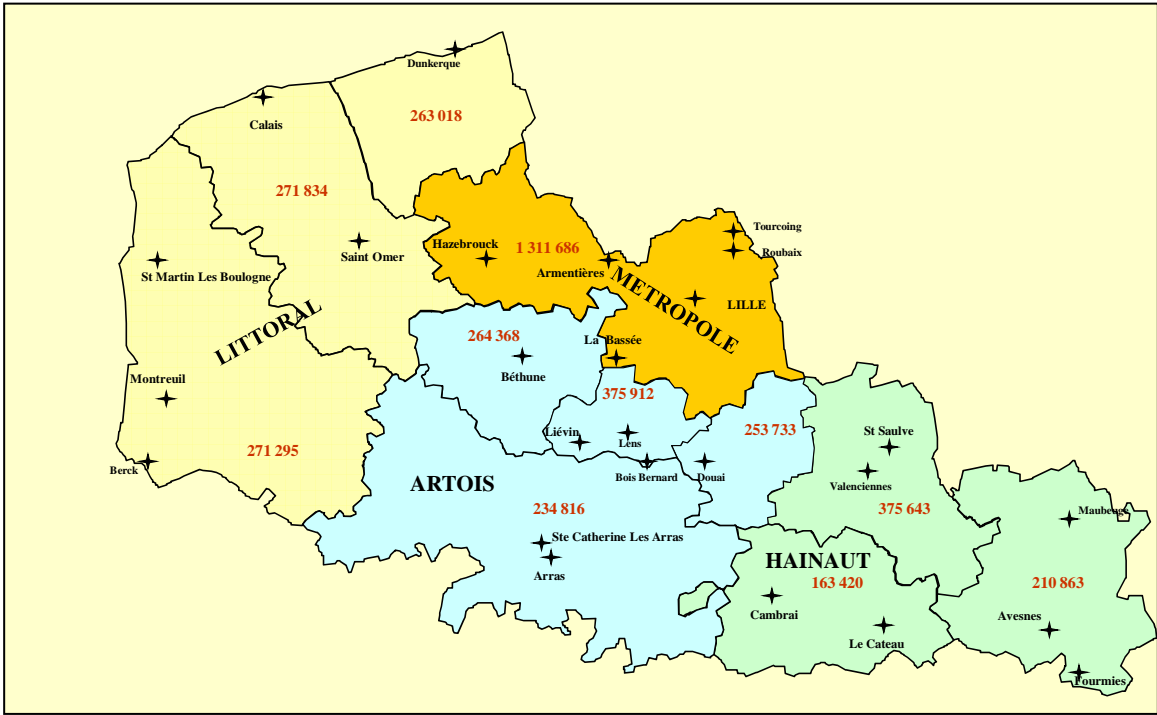 Dunkerque
263 018
Calais
271 834
Tourcoing
Hazebrouck
1 311 686
Roubaix
Saint Omer
Armentières
St Martin Les Boulogne
METROPOLE
LILLE
LITTORAL
264 368
La Bassée
Béthune
Montreuil
375 912
253 733
St Saulve
Liévin
Lens
271 295
Berck
Bois Bernard
Douai
Valenciennes
ARTOIS
234 816
375 643
Maubeuge
Ste Catherine Les Arras
HAINAUT
Arras
163 420
210 863
Cambrai
Avesnes
Le Cateau
Fourmies